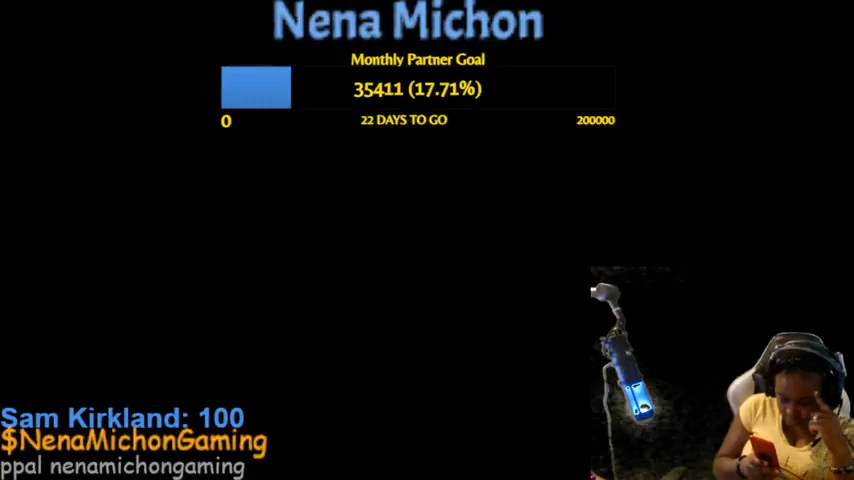 Nena Michon
Monthly Partner Goal
35411 (17.71%)
0 22 DAYS TO GO 200000
Sam Kirkland: 100
$NenaMichonGaming
ppal nenamichongaming